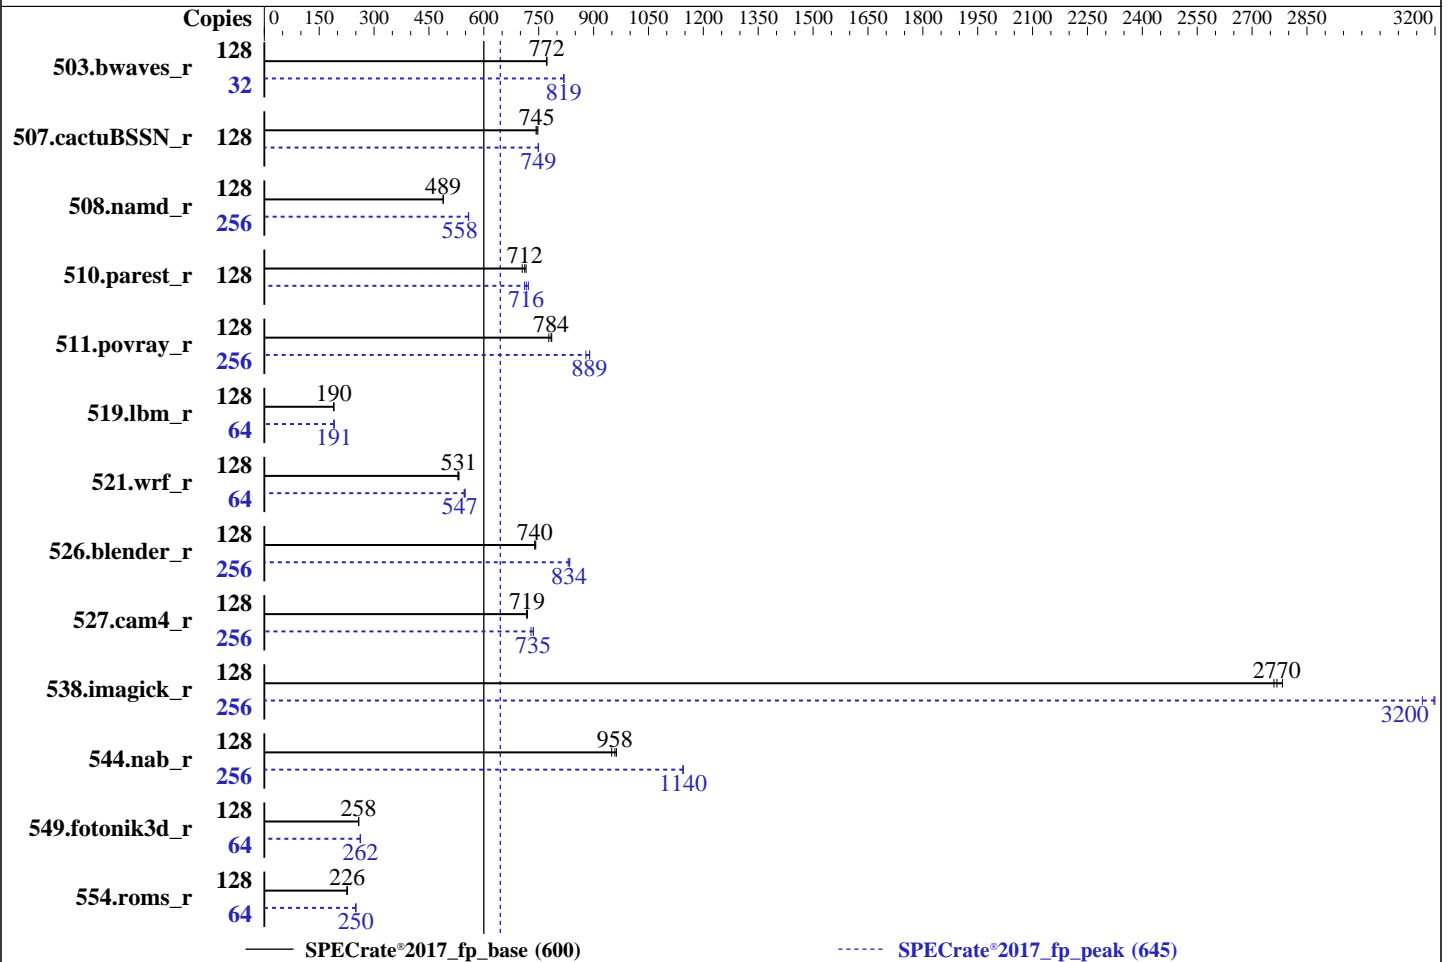 Copies 0 150 300 450 600 750 900 1050 1200 1350 1500 1650 1800 1950 2100 2250 2400 2550 2700 2850 3200
503.bwaves_r 128 772
32 819
507.cactuBSSN_r 128 745
749
508.namd_r 128 489
256 558
510.parest_r 128 712
716
511.povray_r 128 784
256 889
519.lbm_r 128 190
64 191
521.wrf_r 128 531
64 547
526.blender_r 128 740
256 834
527.cam4_r 128 719
256 735
538.imagick_r 128 2770
256 3200
544.nab_r 128 958
256 1140
549.fotonik3d_r 128 258
64 262
554.roms_r 128 226
64 250
SPECrate®2017_fp_base (600) SPECrate®2017_fp_peak (645)